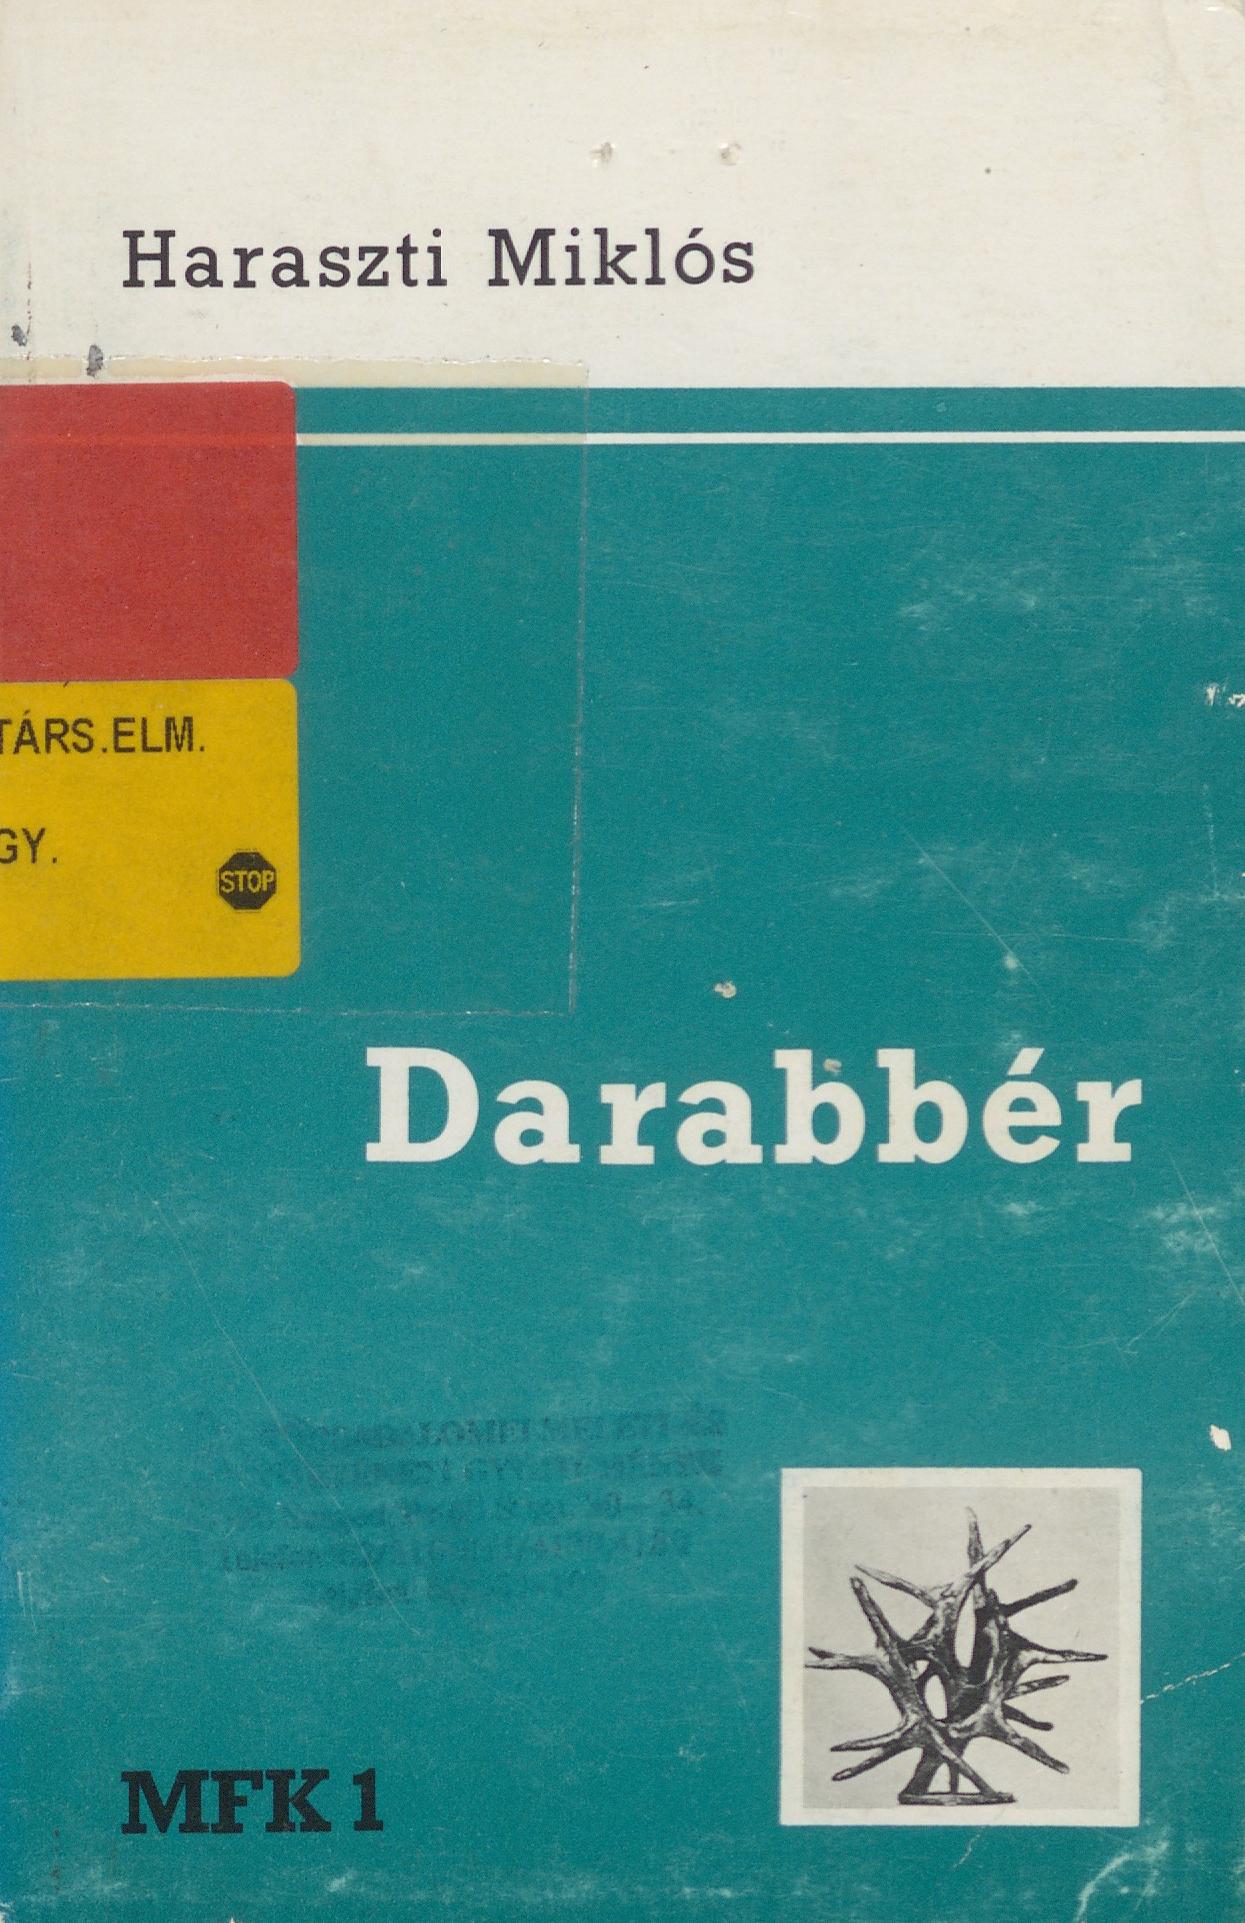 Haraszti Miklós
TÁRS.ELM.
GY.
STOP
Darabbér
MFK 1